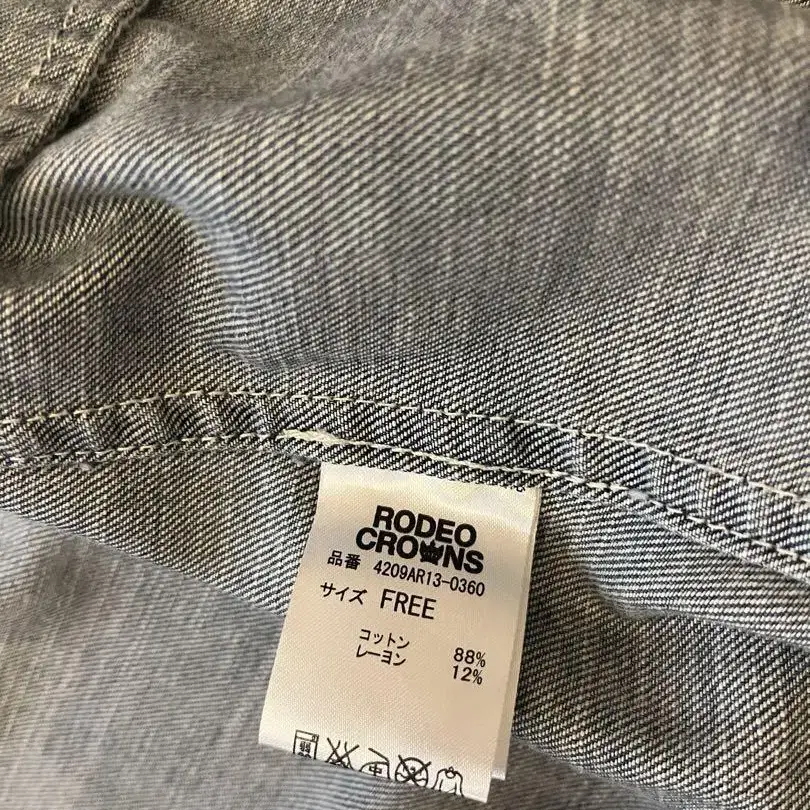 RODEO
CROWNS
品番 4209AR13-0360
サイズ FREE
コットン 88%
レーヨン 12%
中